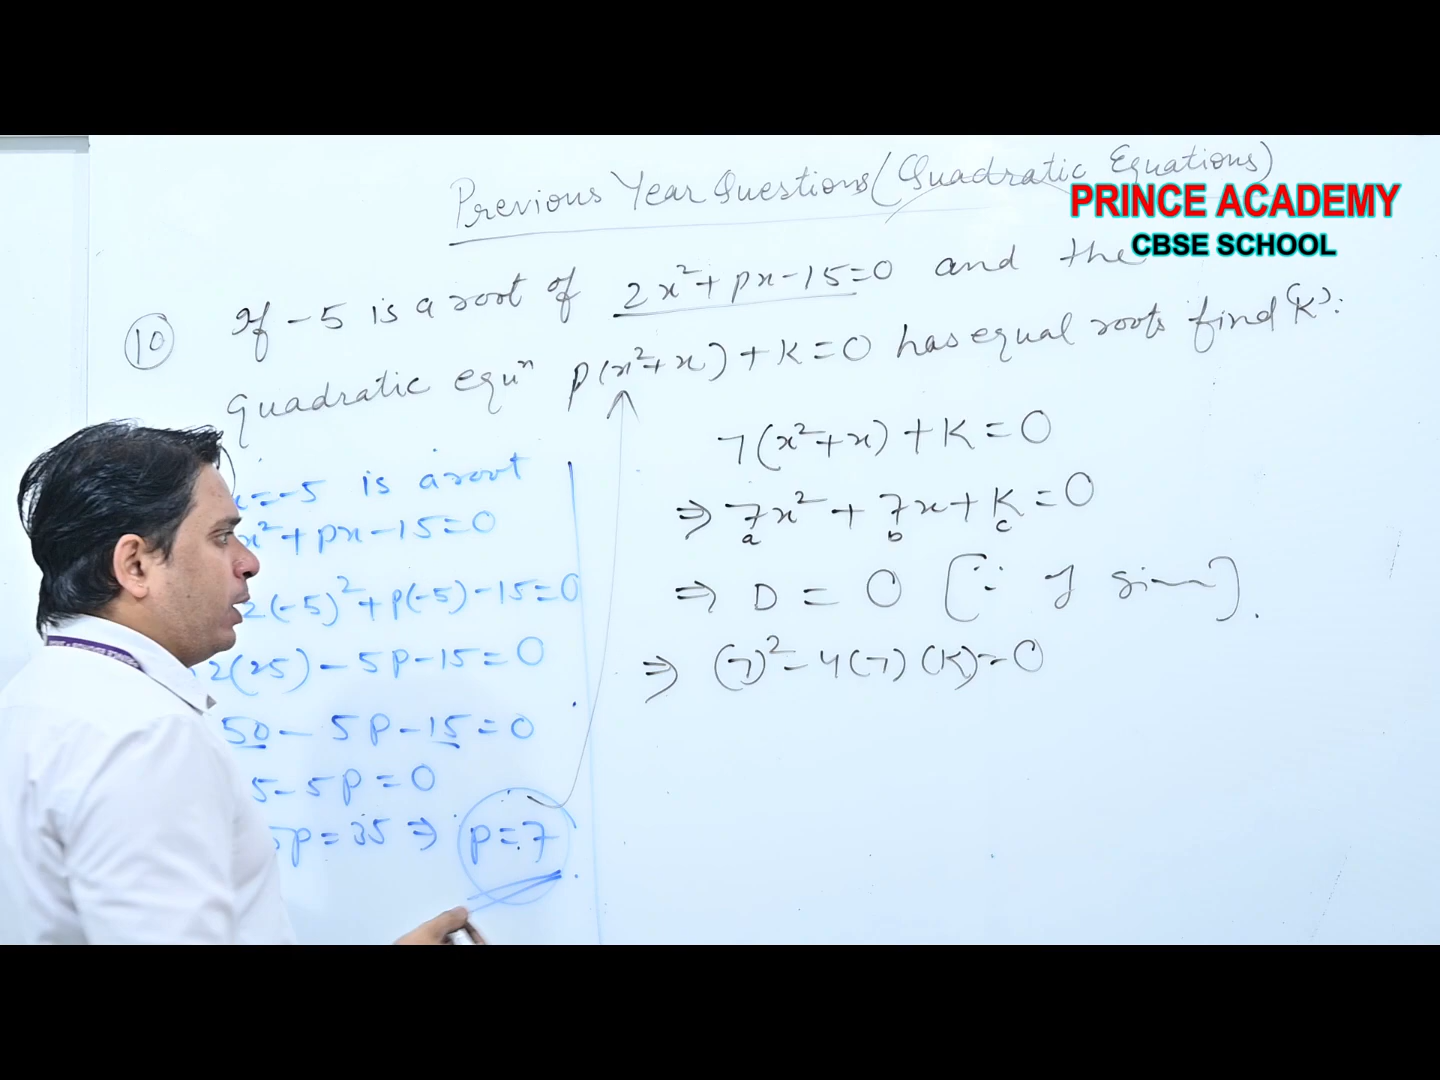 Previous Year Questions (Quadratic Equations)
PRINCE ACADEMY
CBSE SCHOOL
10 If -5 is a root of 2x²+px-15=0 and the
quadratic equⁿ p(x²+x)+K=0 has equal roots find 'K'.
x=-5 is a root
x²+px-15=0
2(-5)²+p(-5)-15=0
2(25)-5p-15=0
50-5p-15=0
5-5p=0
5p=35 ⇒ p=7
7(x²+x)+K=0
⇒ 7x²+7x+K=0
a b c
⇒ D = 0 [∵ given].
⇒ (7)²-4(7)(K)=0